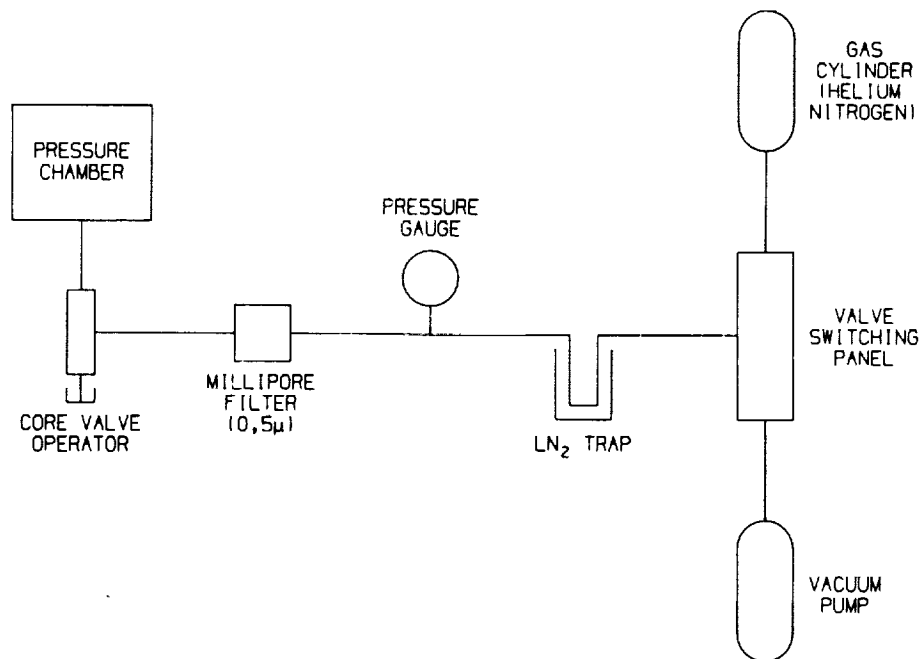 GAS
CYLINDER
(HELIUM
NITROGEN)
PRESSURE
CHAMBER
PRESSURE
GAUGE
VALVE
SWITCHING
PANEL
MILLIPORE
FILTER
(0,5μ)
CORE VALVE
OPERATOR
LN₂ TRAP
VACUUM
PUMP